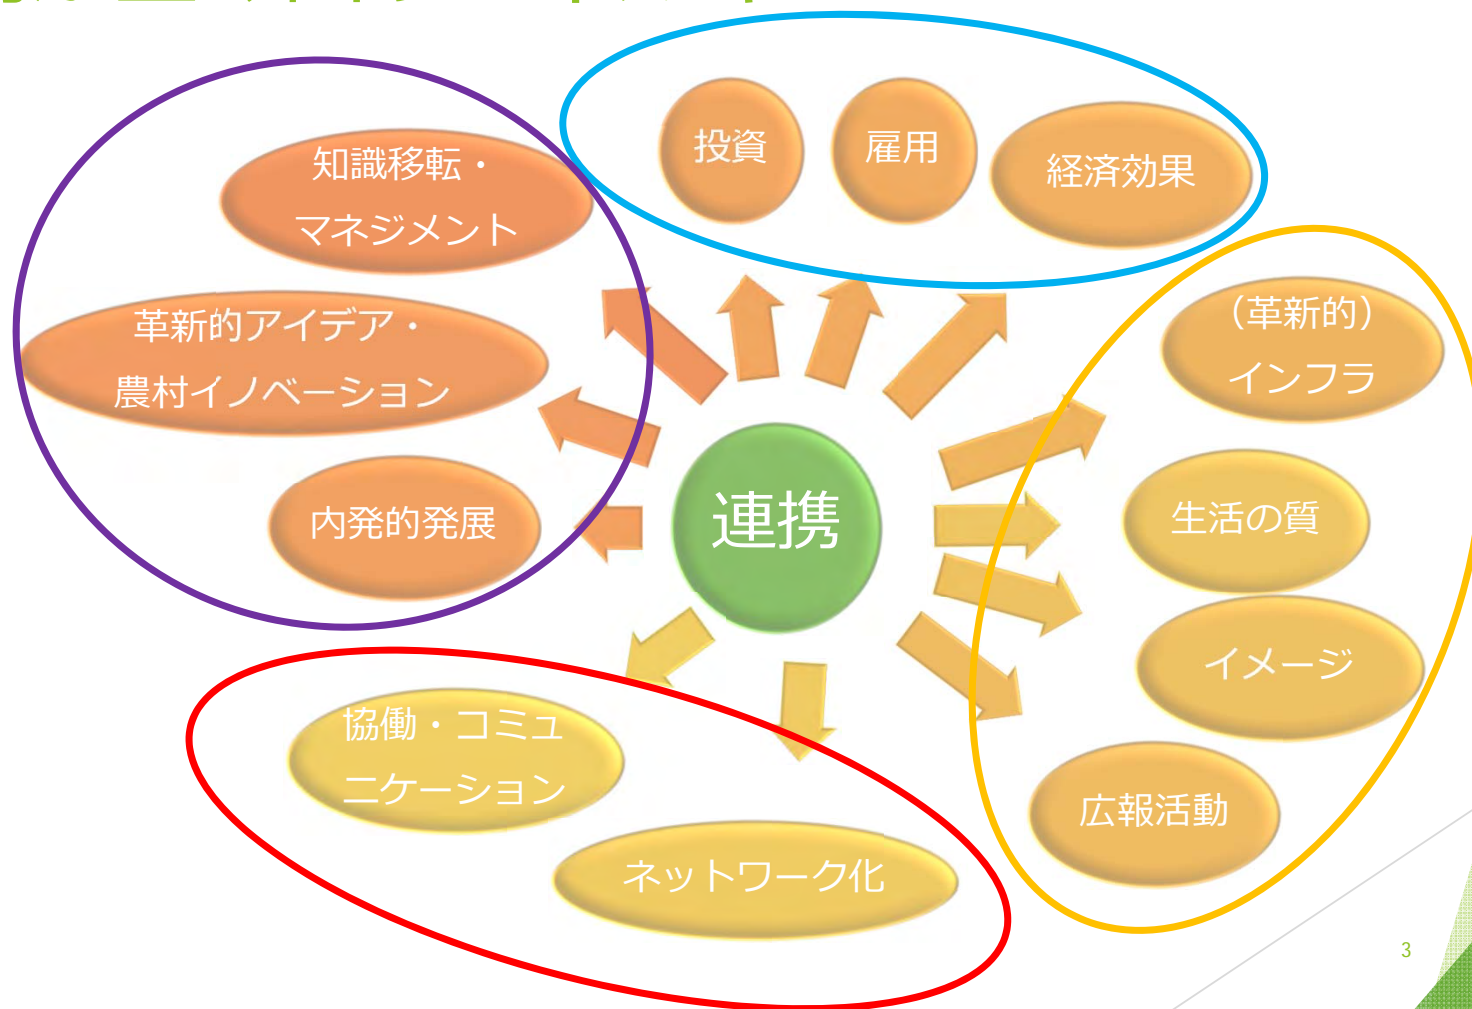 投資
雇用
経済効果
知識移転・
マネジメント
革新的アイデア・
農村イノベーション
内発的発展
連携
（革新的）
インフラ
生活の質
イメージ
広報活動
協働・コミュ
ニケーション
ネットワーク化
3